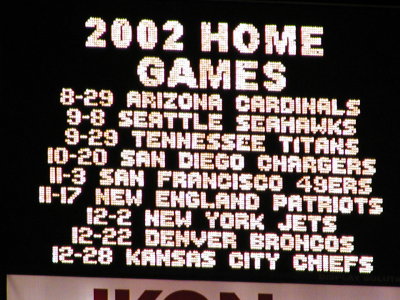 2002 HOME
GAMES
8-29 ARIZONA CARDINALS
9-8 SEATTLE SEAHAWKS
9-29 TENNESSEE TITANS
10-20 SAN DIEGO CHARGERS
11-3 SAN FRANCISCO 49ERS
11-17 NEW ENGLAND PATRIOTS
12-2 NEW YORK JETS
12-22 DENVER BRONCOS
12-28 KANSAS CITY CHIEFS
IKON